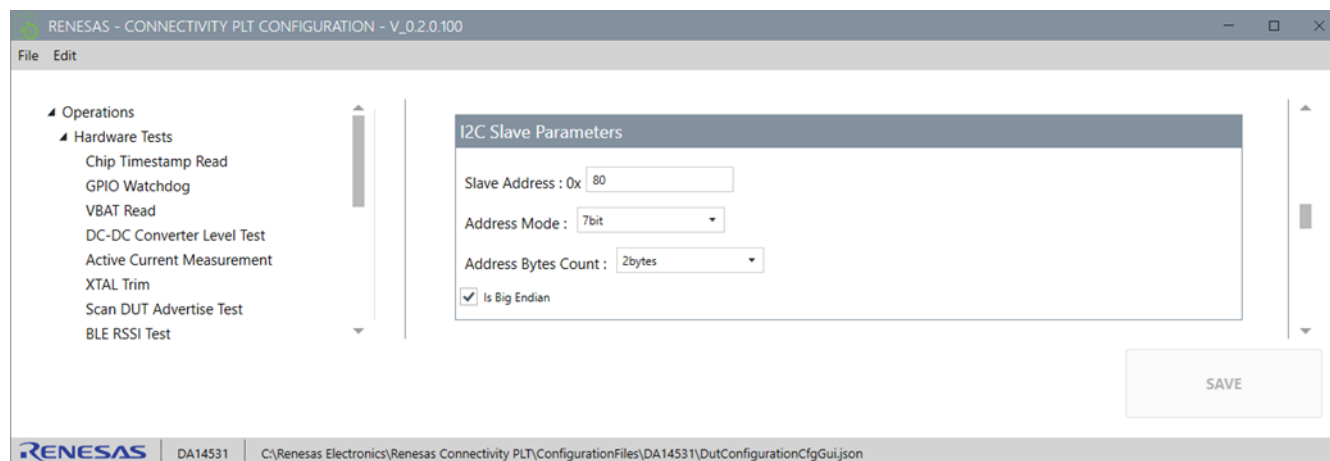 RENESAS - CONNECTIVITY PLT CONFIGURATION - V_0.2.0.100
File Edit
Operations
Hardware Tests
Chip Timestamp Read
GPIO Watchdog
VBAT Read
DC-DC Converter Level Test
Active Current Measurement
XTAL Trim
Scan DUT Advertise Test
BLE RSSI Test
I2C Slave Parameters
Slave Address : 0x 80
Address Mode : 7bit
Address Bytes Count : 2bytes
Is Big Endian
SAVE
RENESAS DA14531 C:\Renesas Electronics\Renesas Connectivity PLT\ConfigurationFiles\DA14531\DutConfigurationCfgGui.json